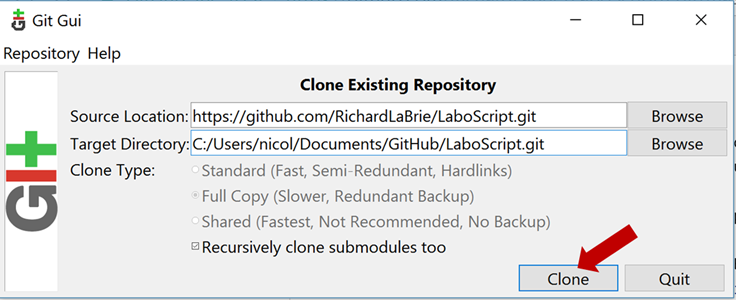 Git Gui
Repository Help
Clone Existing Repository
Source Location: https://github.com/RichardLaBrie/LaboScript.git Browse
Target Directory: C:/Users/nicol/Documents/GitHub/LaboScript.git Browse
Clone Type: Standard (Fast, Semi-Redundant, Hardlinks)
Full Copy (Slower, Redundant Backup)
Shared (Fastest, Not Recommended, No Backup)
Recursively clone submodules too
Clone Quit
GIT